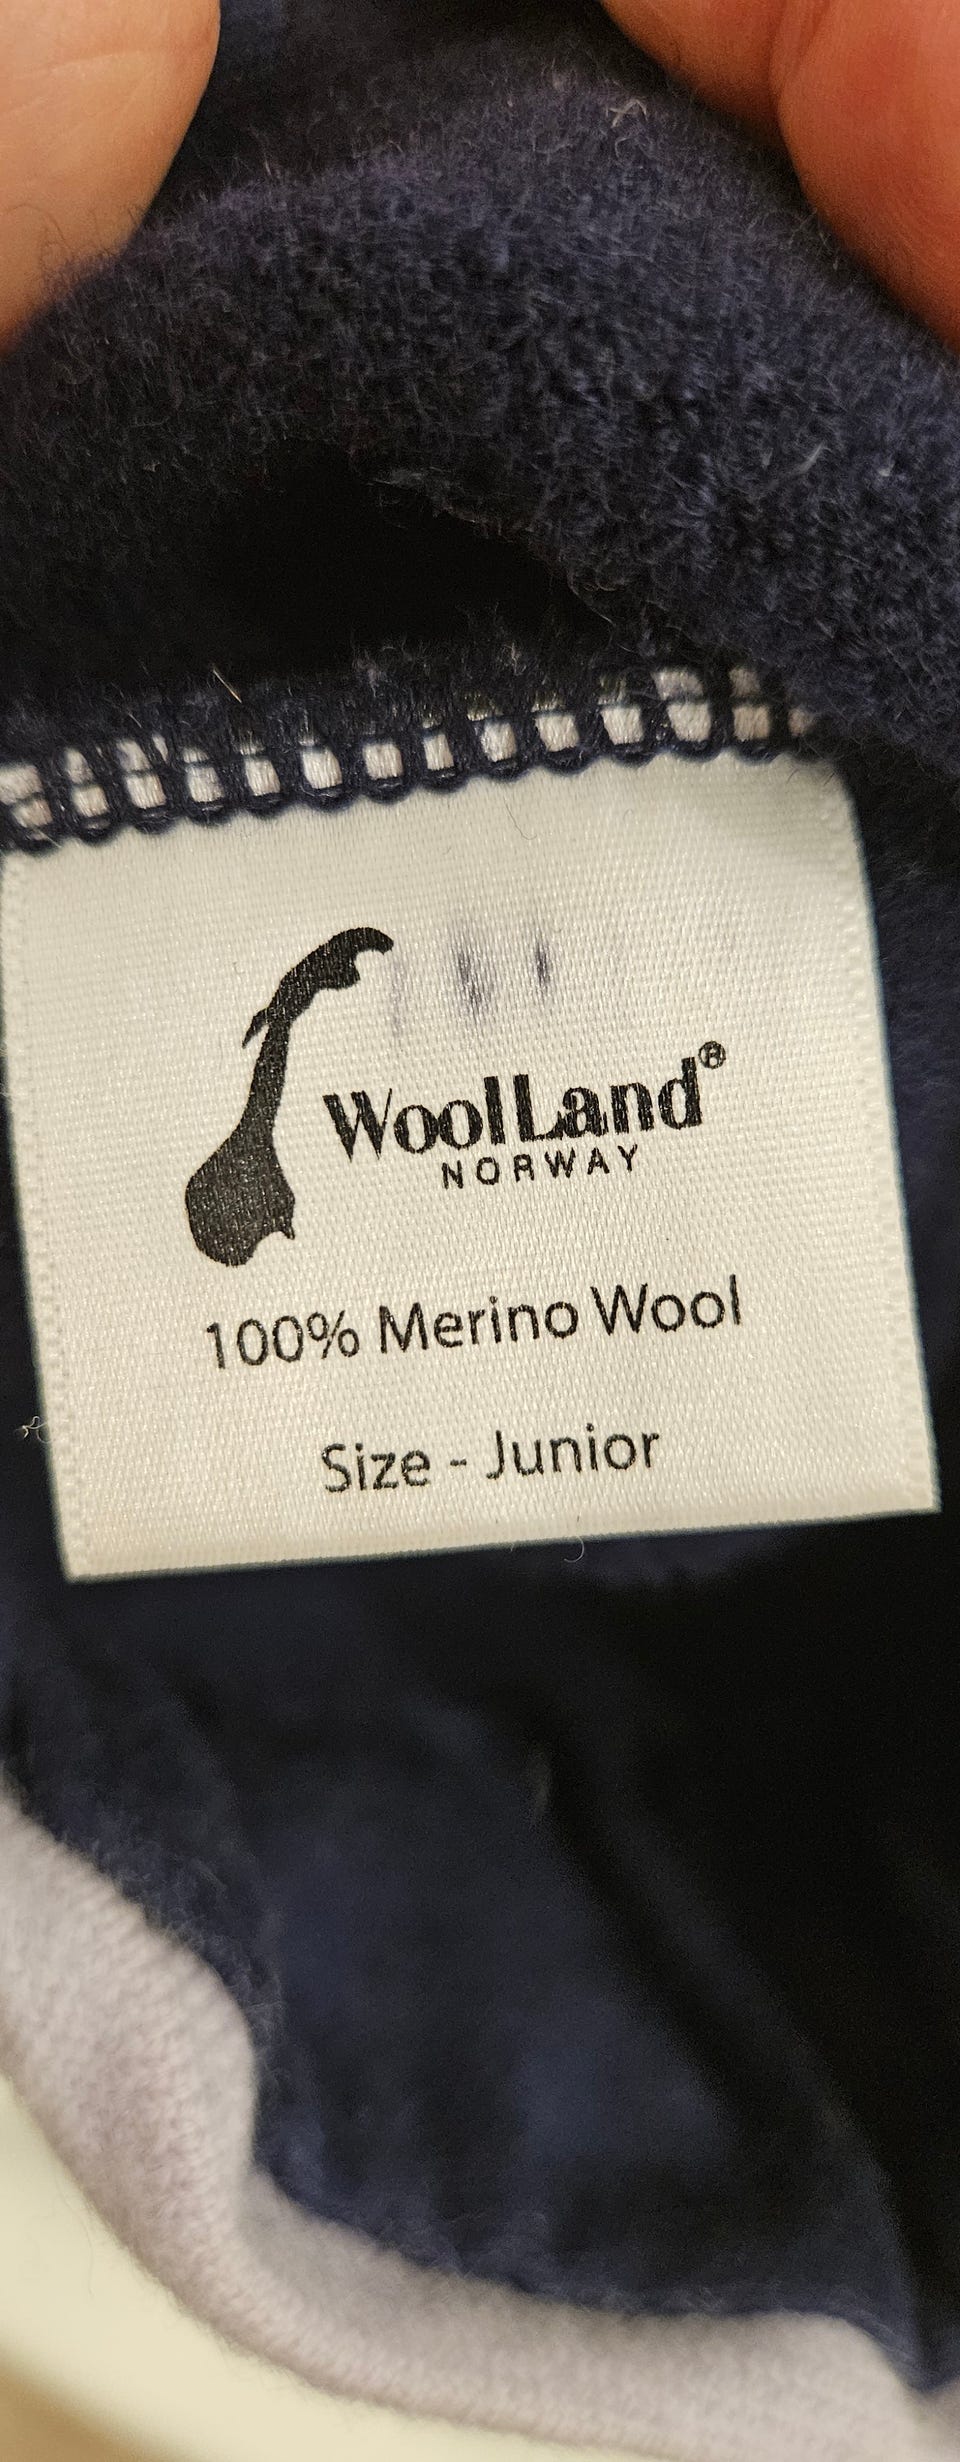 WoolLand®
NORWAY
100% Merino Wool
Size - Junior